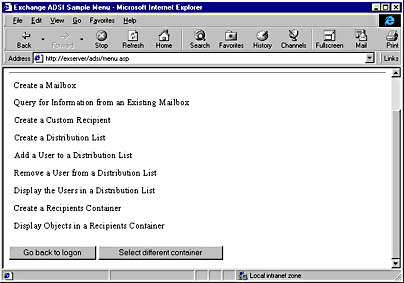 Exchange ADSI Sample Menu - Microsoft Internet Explorer
File Edit View Go Favorites Help
Back Forward Stop Refresh Home Search Favorites History Channels Fullscreen Mail Print
Address http://exserver/adsi/menu.asp Links
Create a Mailbox
Query for Information from an Existing Mailbox
Create a Custom Recipient
Create a Distribution List
Add a User to a Distribution List
Remove a User from a Distribution List
Display the Users in a Distribution List
Create a Recipients Container
Display Objects in a Recipients Container
Go back to logon Select different container
Local intranet zone